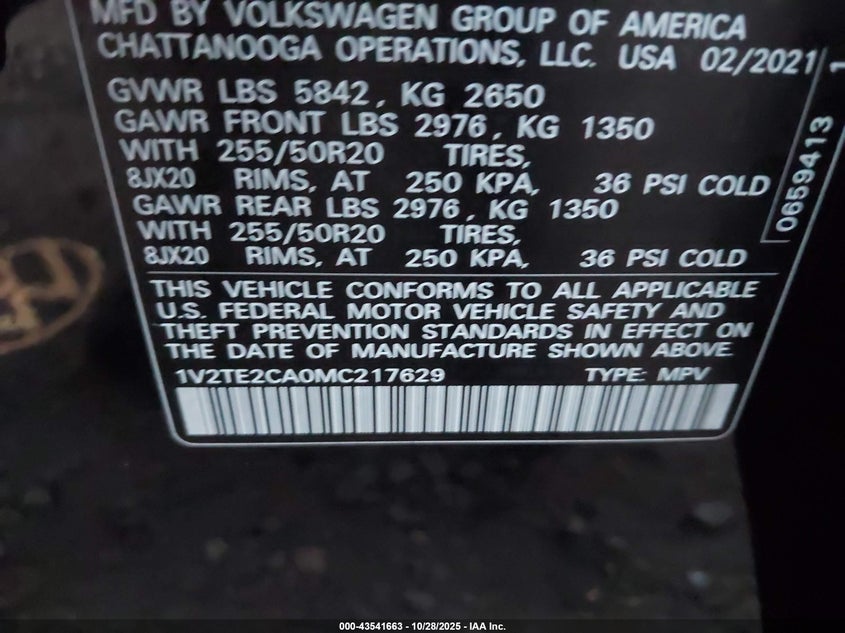 MFD BY VOLKSWAGEN GROUP OF AMERICA
CHATTANOOGA OPERATIONS, LLC. USA 02/2021
GVWR LBS 5842, KG 2650
GAWR FRONT LBS 2976, KG 1350
WITH 255/50R20 TIRES,
8JX20 RIMS, AT 250 KPA, 36 PSI COLD
GAWR REAR LBS 2976, KG 1350
WITH 255/50R20 TIRES,
8JX20 RIMS, AT 250 KPA, 36 PSI COLD
0659413
THIS VEHICLE CONFORMS TO ALL APPLICABLE
U.S. FEDERAL MOTOR VEHICLE SAFETY AND
THEFT PREVENTION STANDARDS IN EFFECT ON
THE DATE OF MANUFACTURE SHOWN ABOVE.
1V2TE2CA0MC217629 TYPE: MPV
000-43541663 - 10/28/2025 - IAA Inc.